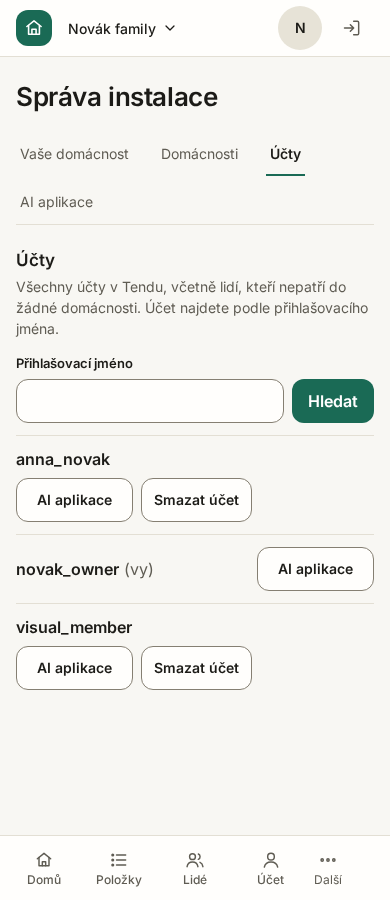 Novák family
N
Správa instalace
Vaše domácnost
Domácnosti
Účty
AI aplikace
Účty
Všechny účty v Tendu, včetně lidí, kteří nepatří do
žádné domácnosti. Účet najdete podle přihlašovacího
jména.
Přihlašovací jméno
Hledat
anna_novak
AI aplikace
Smazat účet
novak_owner (vy)
AI aplikace
visual_member
AI aplikace
Smazat účet
Domů
Položky
Lidé
Účet
Další